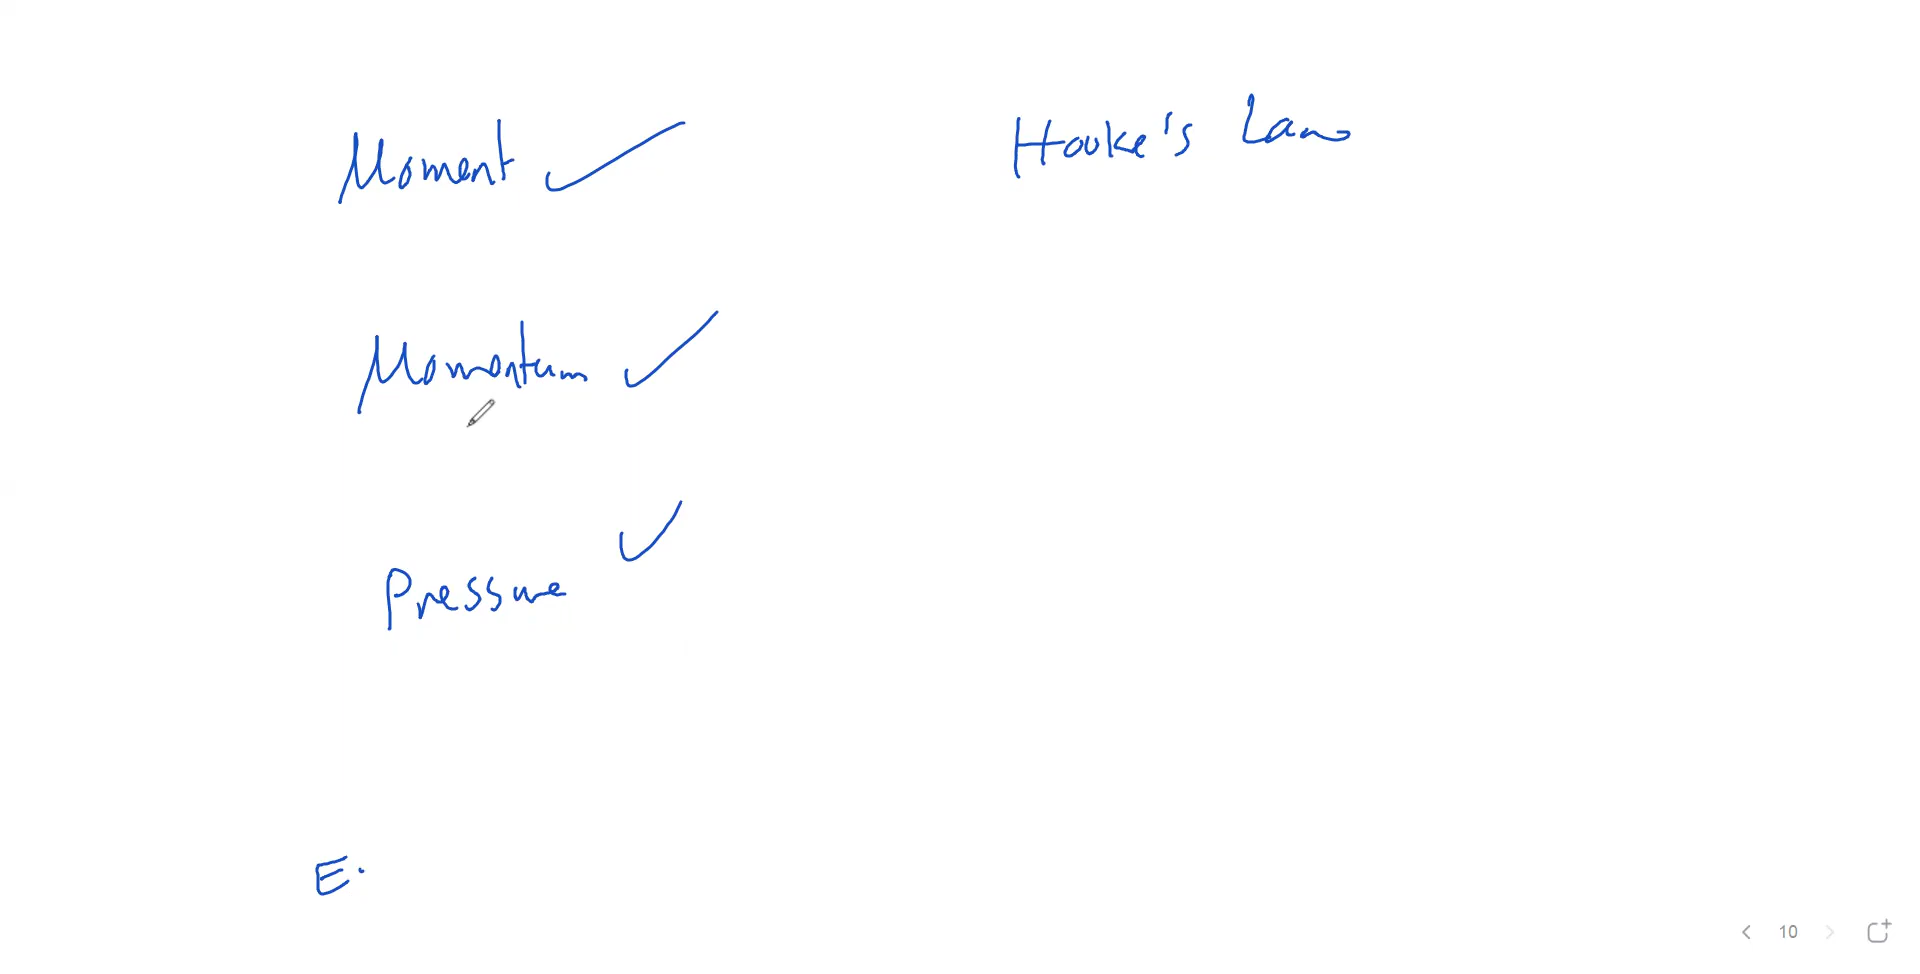 Moment ✓
Hooke's Law
Momentum ✓
Pressure ✓
E.
10